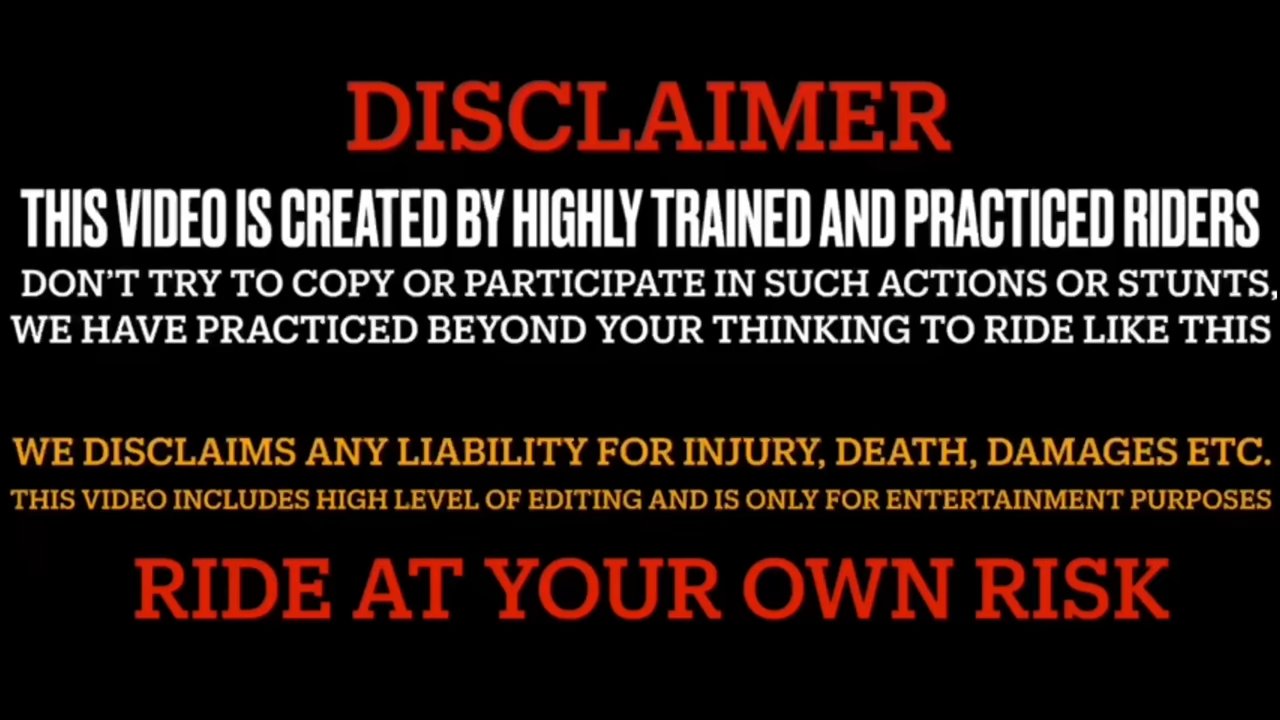 DISCLAIMER
THIS VIDEO IS CREATED BY HIGHLY TRAINED AND PRACTICED RIDERS
DON'T TRY TO COPY OR PARTICIPATE IN SUCH ACTIONS OR STUNTS,
WE HAVE PRACTICED BEYOND YOUR THINKING TO RIDE LIKE THIS
WE DISCLAIMS ANY LIABILITY FOR INJURY, DEATH, DAMAGES ETC.
THIS VIDEO INCLUDES HIGH LEVEL OF EDITING AND IS ONLY FOR ENTERTAINMENT PURPOSES
RIDE AT YOUR OWN RISK